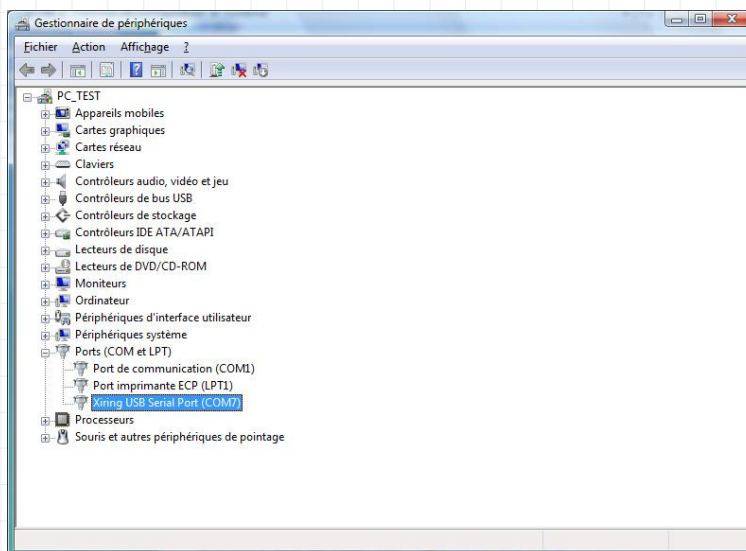 Gestionnaire de périphériques
Fichier Action Affichage ?
PC_TEST
Appareils mobiles
Cartes graphiques
Cartes réseau
Claviers
Contrôleurs audio, vidéo et jeu
Contrôleurs de bus USB
Contrôleurs de stockage
Contrôleurs IDE ATA/ATAPI
Lecteurs de disque
Lecteurs de DVD/CD-ROM
Moniteurs
Ordinateur
Périphériques d'interface utilisateur
Périphériques système
Ports (COM et LPT)
Port de communication (COM1)
Port imprimante ECP (LPT1)
Xiring USB Serial Port (COM7)
Processeurs
Souris et autres périphériques de pointage